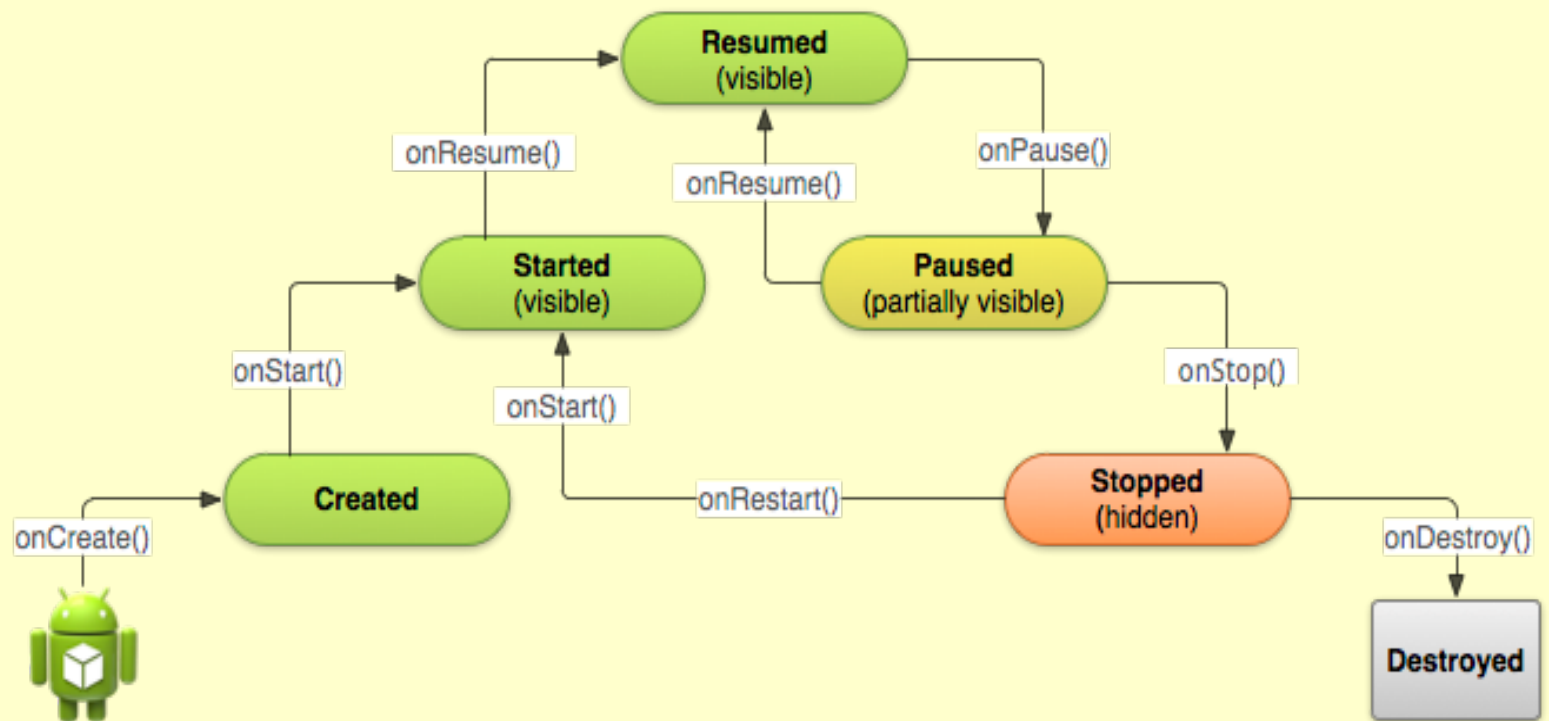 Resumed
(visible)
onResume()
onPause()
onResume()
Started
(visible)
Paused
(partially visible)
onStart()
onStop()
onStart()
Created
onRestart()
Stopped
(hidden)
onCreate()
onDestroy()
Destroyed